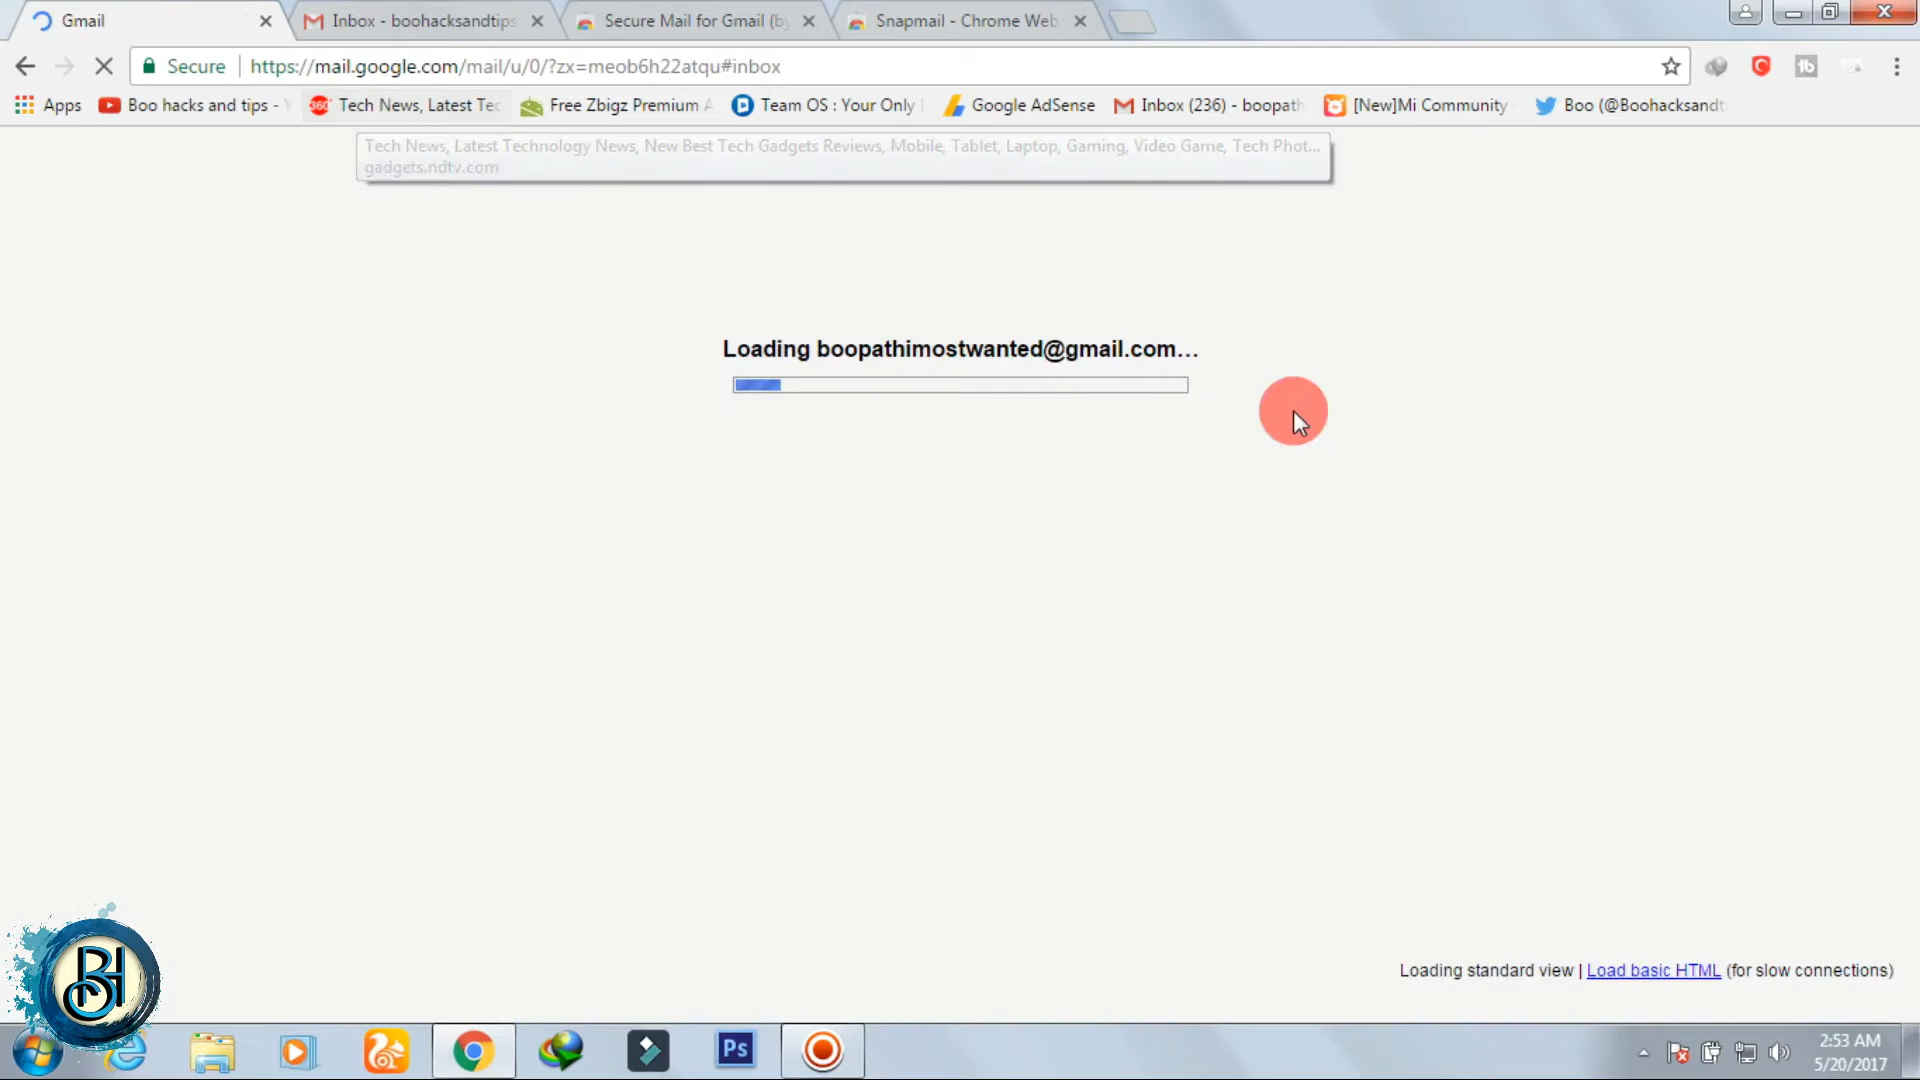 Gmail
Inbox - boohacksandtips
Secure Mail for Gmail (by
Snapmail - Chrome Web
Secure https://mail.google.com/mail/u/0/?zx=meob6h22atqu#inbox
Apps
Boo hacks and tips -
Tech News, Latest Tec
Free Zbigz Premium
Team OS : Your Only
Google AdSense
Inbox (236) - boopath
[New]Mi Community
Boo (@Boohacksandt
Tech News, Latest Technology News, New Best Tech Gadgets Reviews, Mobile, Tablet, Laptop, Gaming, Video Game, Tech Phot...
gadgets.ndtv.com
Loading boopathimostwanted@gmail.com...
Loading standard view | Load basic HTML (for slow connections)
Ps
2:53 AM
5/20/2017